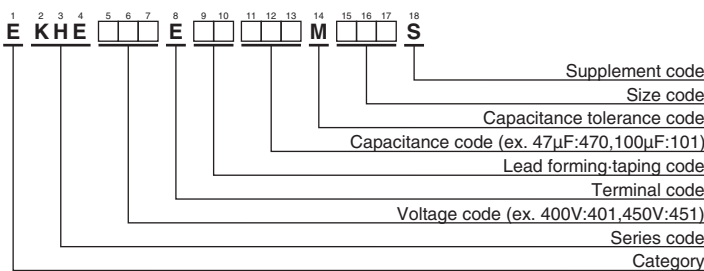 1 2 3 4 5 6 7 8 9 10 11 12 13 14 15 16 17 18
E KHE □□□ E □□ □□□ M □□□ S
Supplement code
Size code
Capacitance tolerance code
Capacitance code (ex. 47µF:470,100µF:101)
Lead forming·taping code
Terminal code
Voltage code (ex. 400V:401,450V:451)
Series code
Category